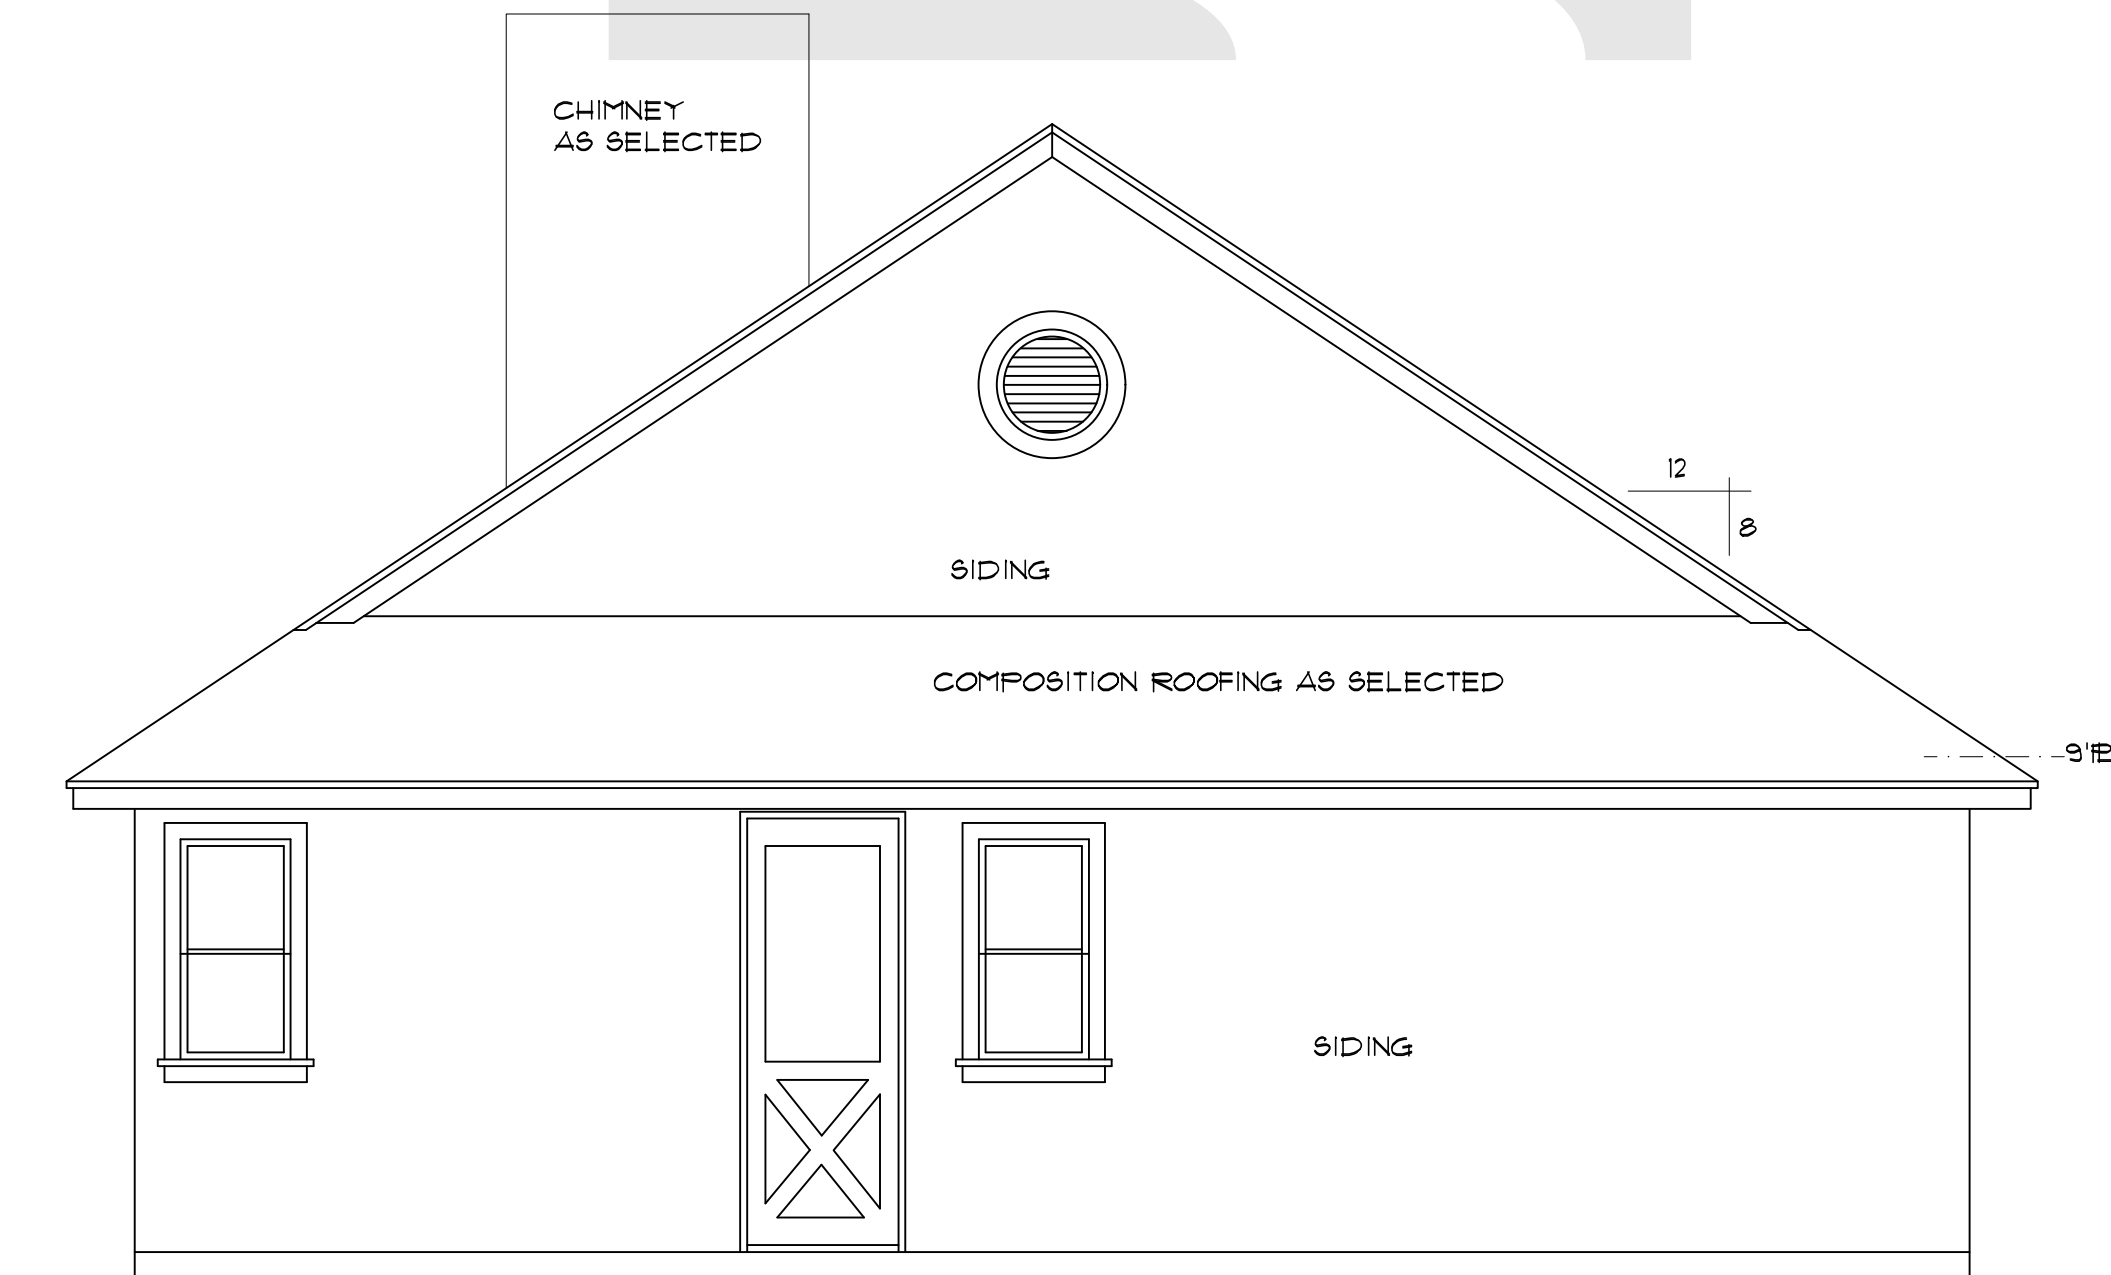 CHIMNEY
AS SELECTED
12
8
SIDING
COMPOSITION ROOFING AS SELECTED
SIDING